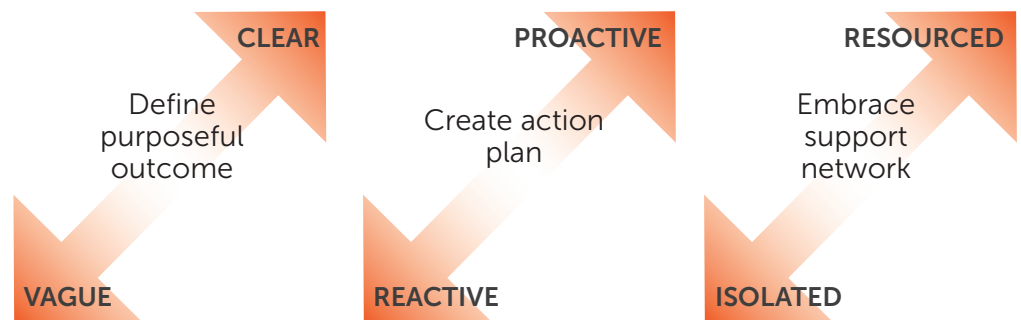 CLEAR
Define
purposeful
outcome
VAGUE
PROACTIVE
Create action
plan
REACTIVE
RESOURCED
Embrace
support
network
ISOLATED